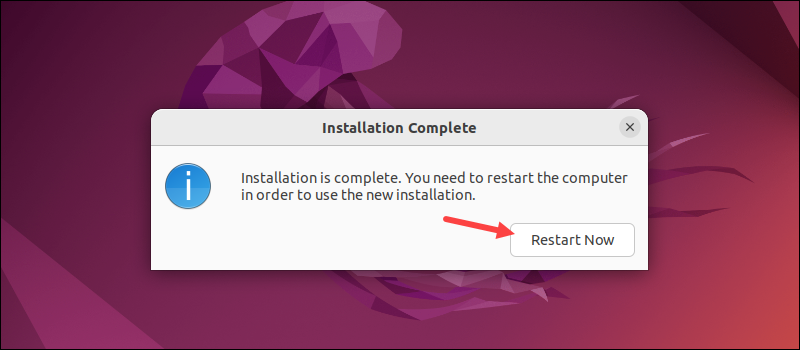 Installation Complete
Installation is complete. You need to restart the computer
in order to use the new installation.
Restart Now